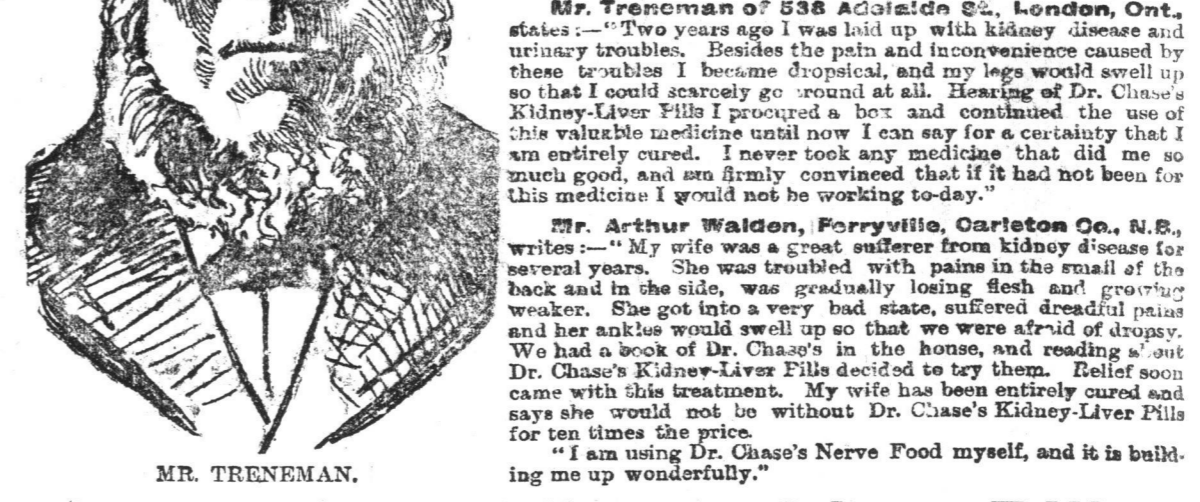 Mr. Treneman of 538 Adelaide St., London, Ont.,
states:—"Two years ago I was laid up with kidney disease and
urinary troubles. Besides the pain and inconvenience caused by
these troubles I became dropsical, and my legs would swell up
so that I could scarcely go around at all. Hearing of Dr. Chase's
Kidney-Liver Pills I procured a box and continued the use of
this valuable medicine until now I can say for a certainty that I
am entirely cured. I never took any medicine that did me so
much good, and am firmly convinced that if it had not been for
this medicine I would not be working to-day."
Mr. Arthur Walden, Ferryville, Carleton Co., N.B.,
writes:—"My wife was a great sufferer from kidney disease for
several years. She was troubled with pains in the small of the
back and in the side, was gradually losing flesh and growing
weaker. She got into a very bad state, suffered dreadful pains
and her ankles would swell up so that we were afraid of dropsy.
We had a book of Dr. Chase's in the house, and reading about
Dr. Chase's Kidney-Liver Pills decided to try them. Relief soon
came with this treatment. My wife has been entirely cured and
says she would not be without Dr. Chase's Kidney-Liver Pills
for ten times the price.
"I am using Dr. Chase's Nerve Food myself, and it is build-
ing me up wonderfully."
MR. TRENEMAN.